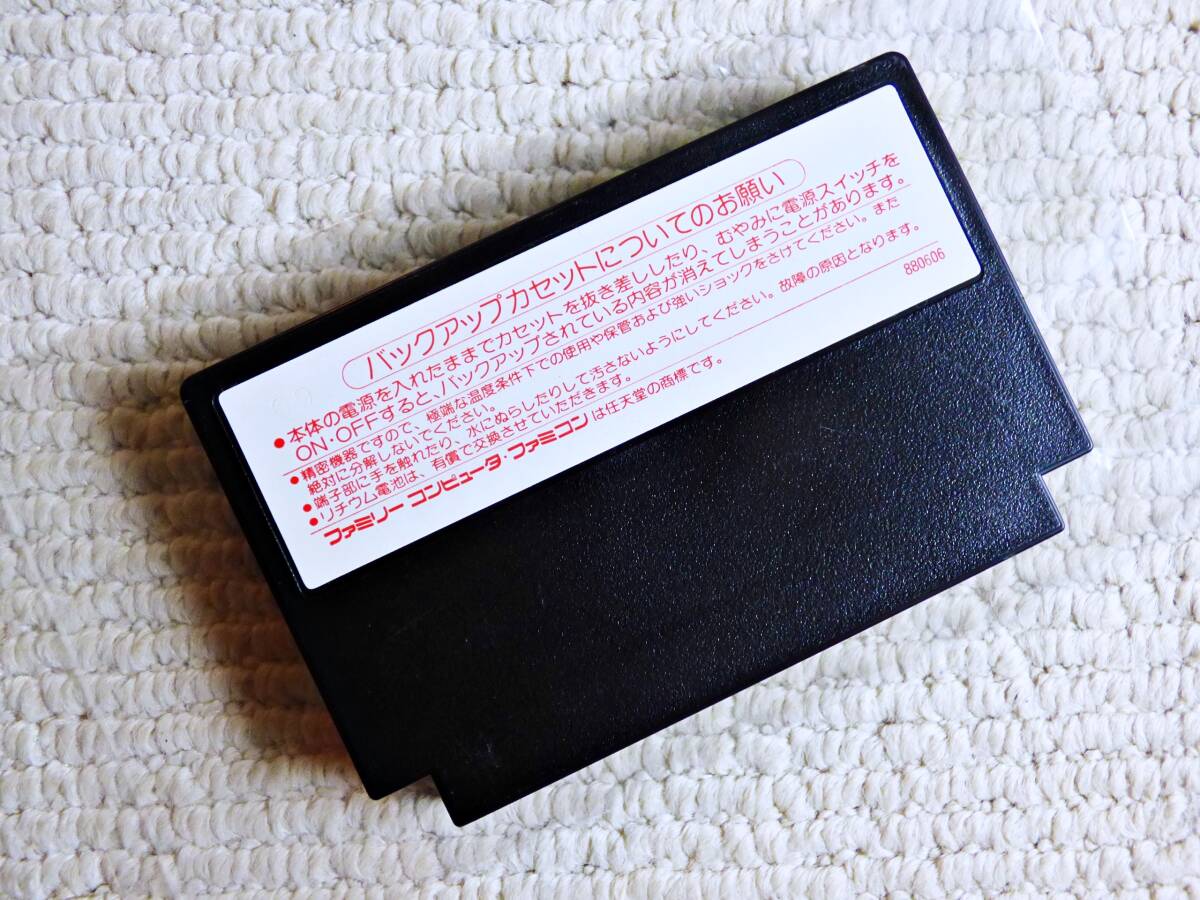 バックアップカセットについてのお願い
●本体の電源を入れたままでカセットを抜き差ししたり、むやみに電源スイッチを
ON・OFFすると、バックアップされている内容が消えてしまうことがあります。
●精密機器ですので、極端な温度条件下での使用や保管および強いショックをさけてください。また
絶対に分解しないでください。
●端子部に手を触れたり、水にぬらしたりして汚さないようにしてください。故障の原因となります。
●リチウム電池は、有償で交換させていただきます。
880606
ファミリー コンピュータ・ファミコンは任天堂の商標です。